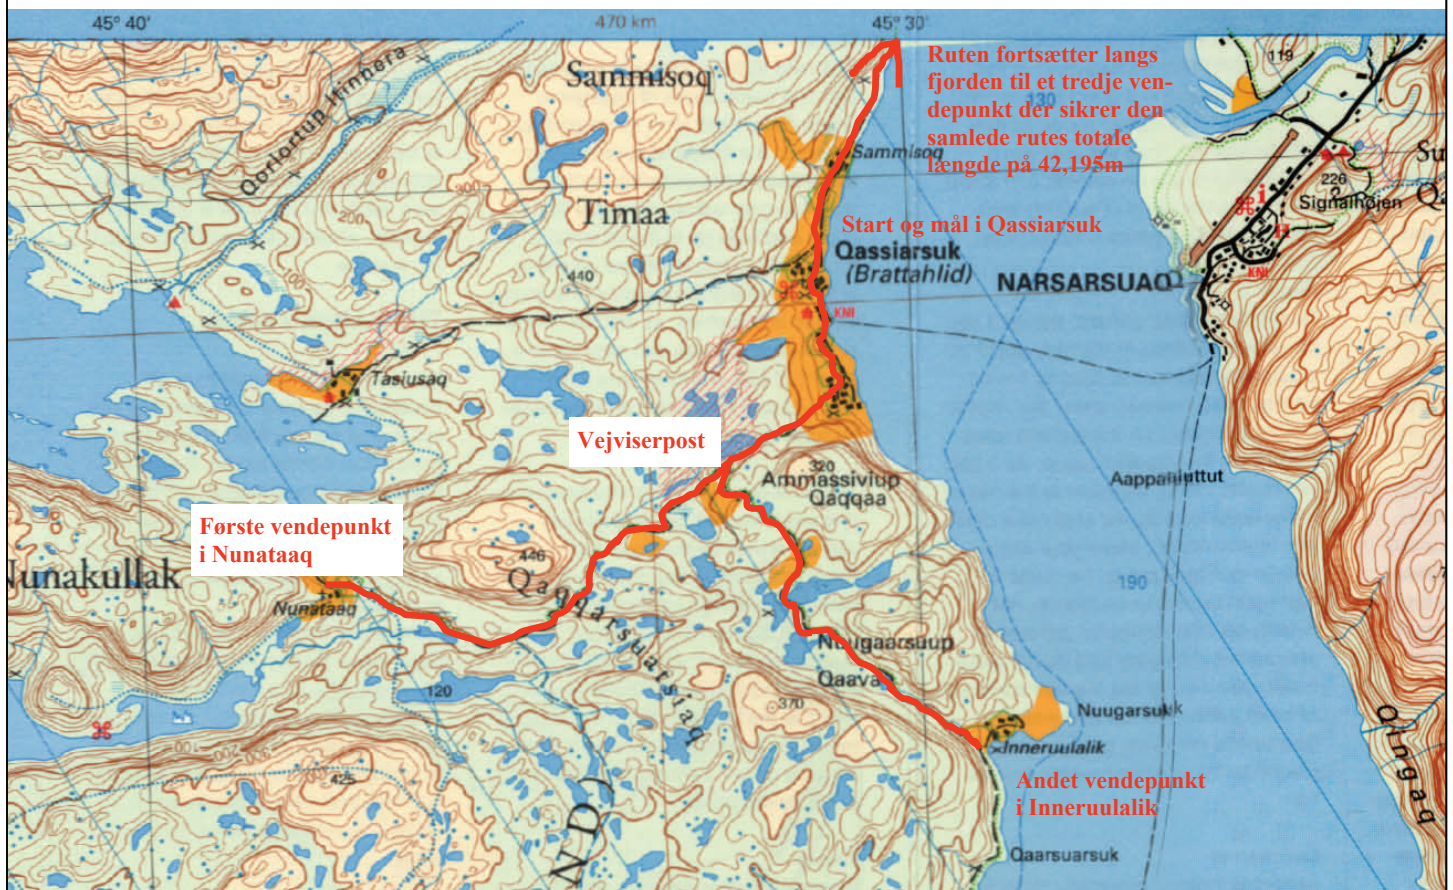 45° 40'
470 km
45° 30'
Qorlortup Itinnera
Sammisoq
Ruten fortsætter langs
fjorden til et tredje ven-
depunkt der sikrer den
samlede rutes totale
længde på 42,195m
130
119
Sammisoq
300
200
100
Timaa
226
Signalhøjen
Start og mål i Qassiarsuk
Qassiarsuk
(Brattahlid)
NARSARSUAQ
i
H
KNI
440
KNI
Tasiusaq
Vejviserpost
320
Ammassiviup
Qaqqaa
Første vendepunkt
i Nunataaq
446
Nunakullak
Nunataaq
Qaqqarsuatsiaq
190
Nuugaarsuup
Qaavaa
120
370
Nuugarsuk
Inneruulalik
Andet vendepunkt
i Inneruulalik
425
Qaarsuarsuk
Qingaq
N D )